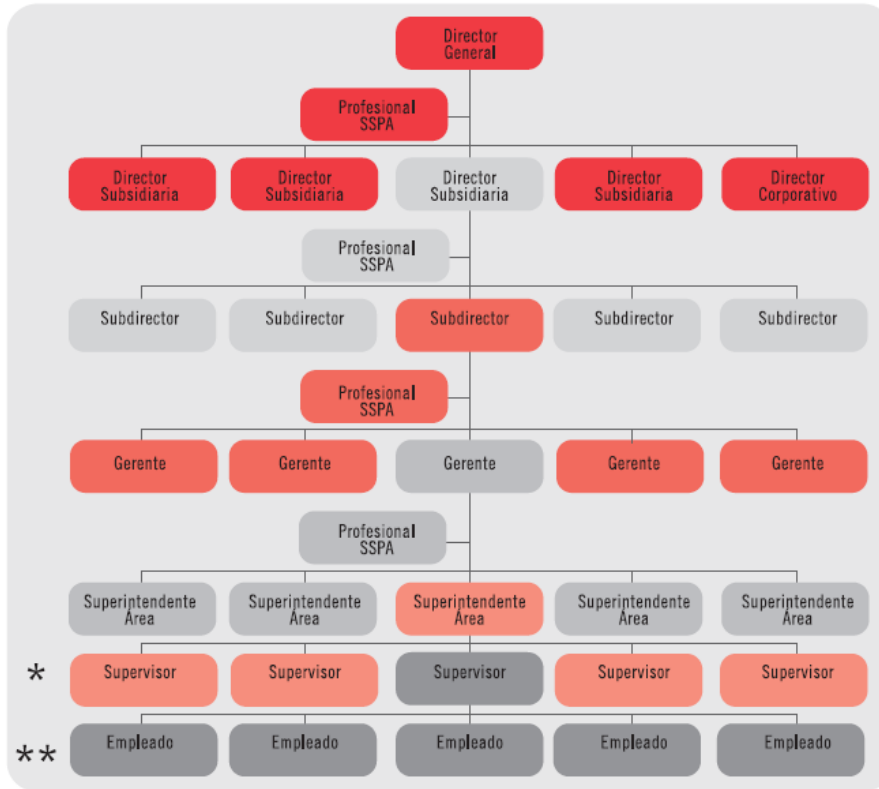 Director
General
Profesional
SSPA
Director
Subsidiaria
Director
Subsidiaria
Director
Subsidiaria
Director
Subsidiaria
Director
Corporativo
Profesional
SSPA
Subdirector
Subdirector
Subdirector
Subdirector
Subdirector
Profesional
SSPA
Gerente
Gerente
Gerente
Gerente
Gerente
Profesional
SSPA
Superintendente
Área
Superintendente
Área
Superintendente
Área
Superintendente
Área
Superintendente
Área
*
Supervisor
Supervisor
Supervisor
Supervisor
Supervisor
**
Empleado
Empleado
Empleado
Empleado
Empleado